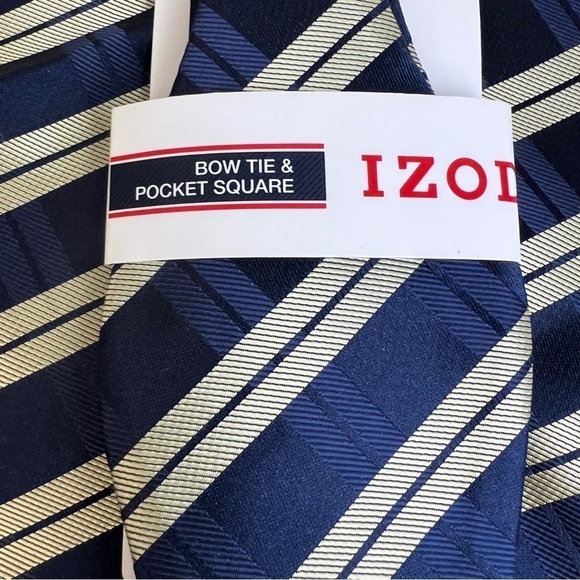 BOW TIE &
POCKET SQUARE
IZOD